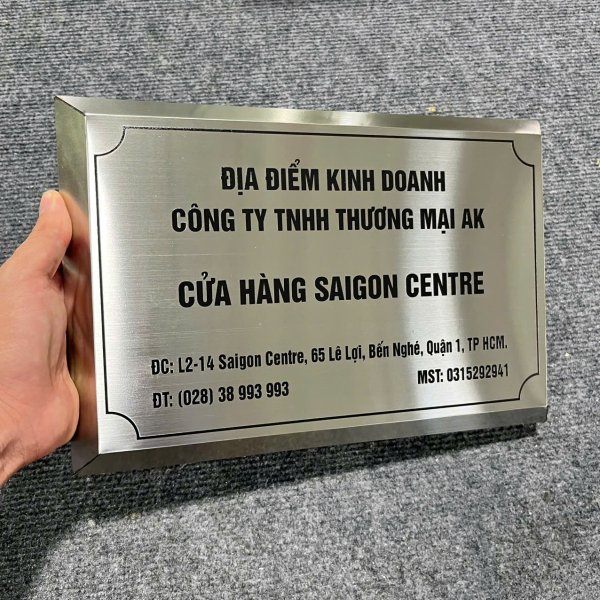 ĐỊA ĐIỂM KINH DOANH
CÔNG TY TNHH THƯƠNG MẠI AK
CỬA HÀNG SAIGON CENTRE
ĐC: L2-14 Saigon Centre, 65 Lê Lợi, Bến Nghé, Quận 1, TP HCM.
ĐT: (028) 38 993 993 MST: 0315292941